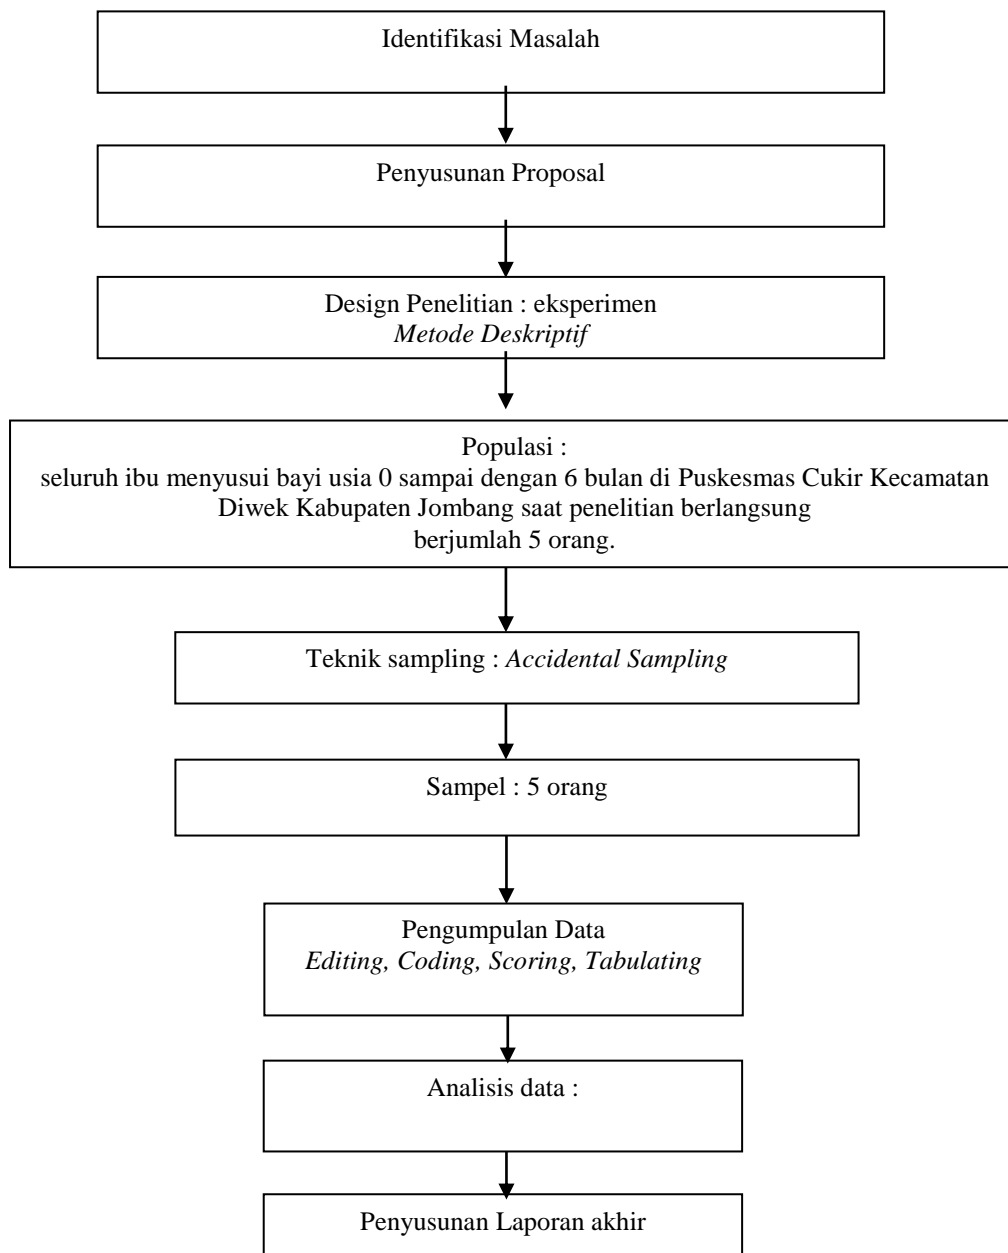 Identifikasi Masalah
Penyusunan Proposal
Design Penelitian : eksperimen
Metode Deskriptif
Populasi :
seluruh ibu menyusui bayi usia 0 sampai dengan 6 bulan di Puskesmas Cukir Kecamatan
Diwek Kabupaten Jombang saat penelitian berlangsung
berjumlah 5 orang.
Teknik sampling : Accidental Sampling
Sampel : 5 orang
Pengumpulan Data
Editing, Coding, Scoring, Tabulating
Analisis data :
Penyusunan Laporan akhir